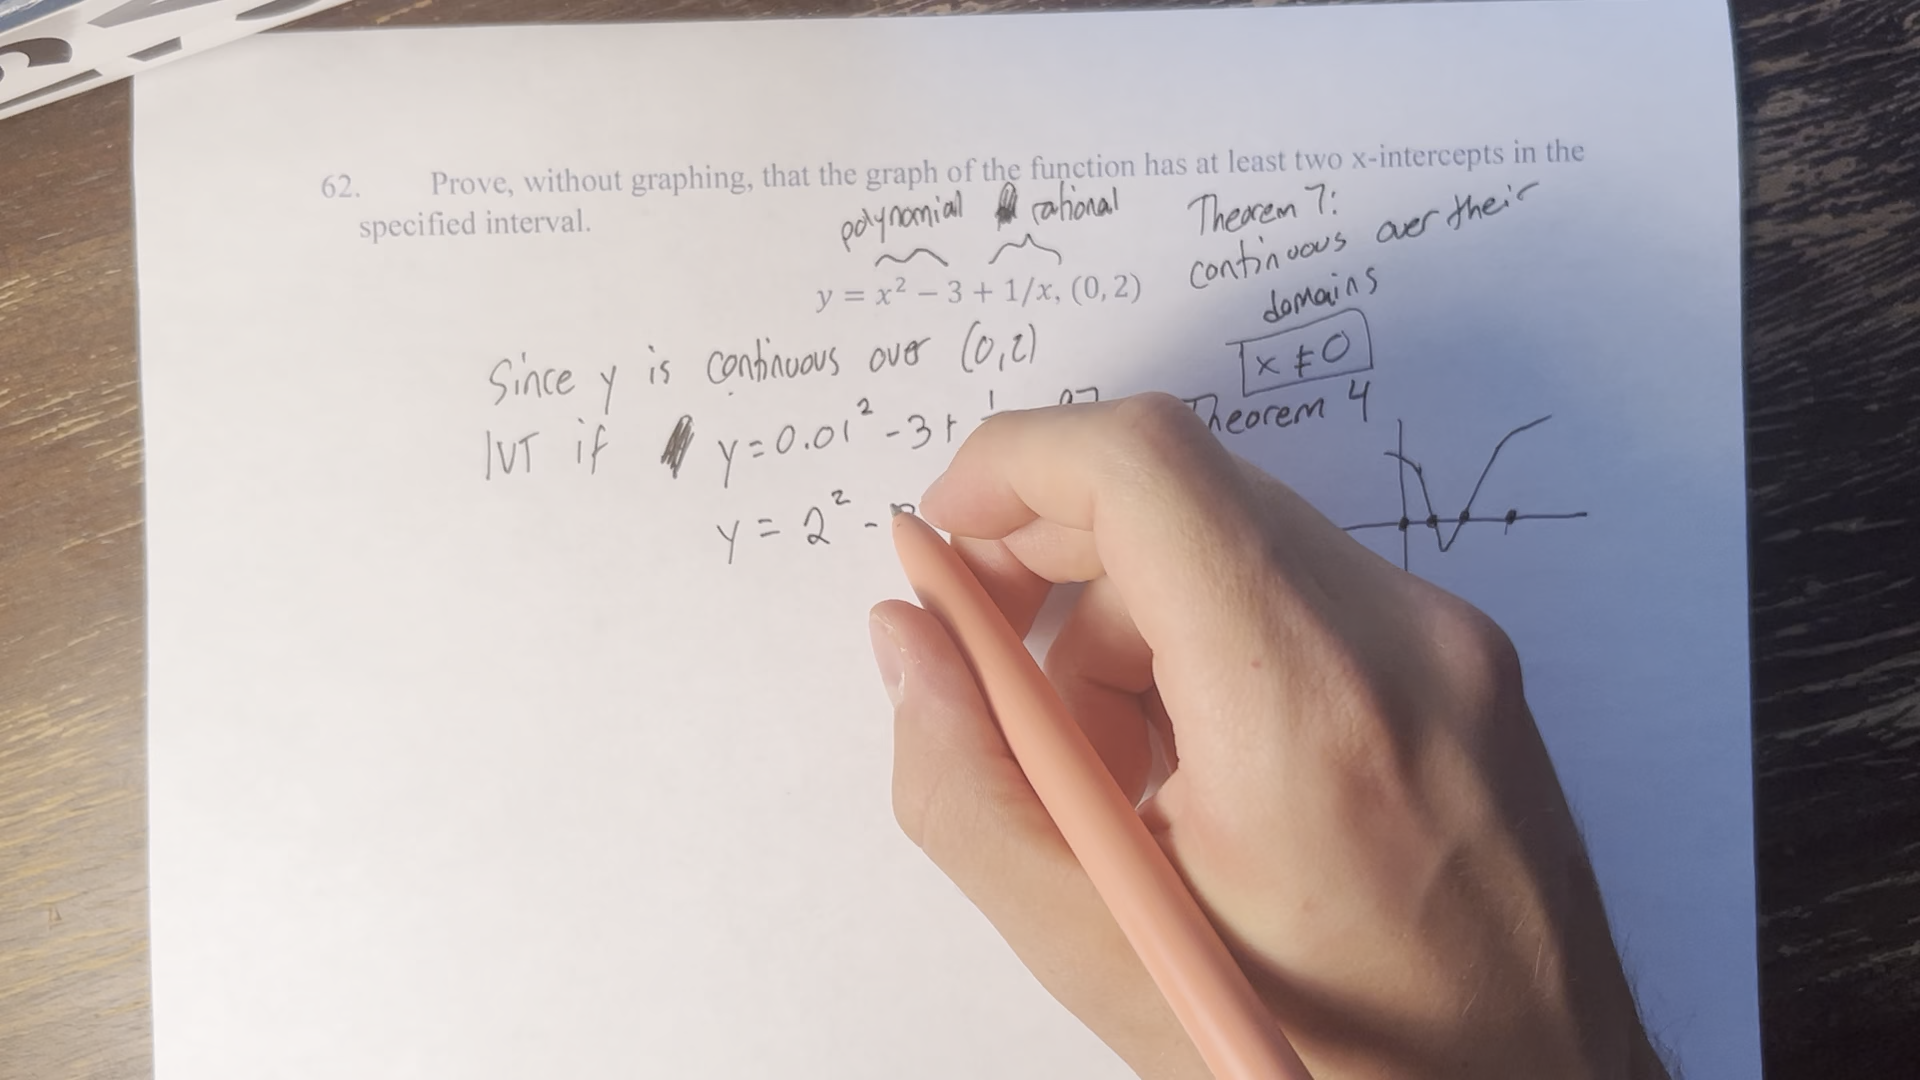 62. Prove, without graphing, that the graph of the function has at least two x-intercepts in the
specified interval.
polynomial rational
Theorem 7:
continuous over their
domains
y = x² − 3 + 1/x, (0, 2)
x ≠ 0
Since y is continuous over (0,2)
Theorem 4
IVT if y = 0.01² - 3 +
y = 2² -